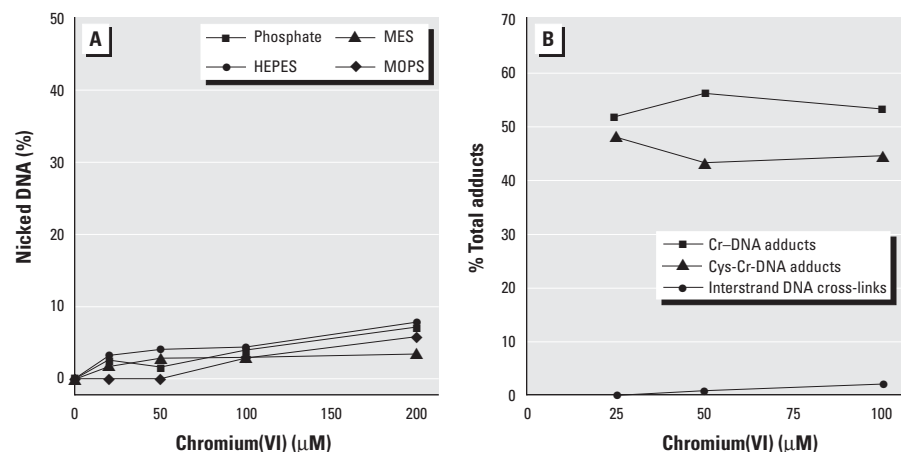 A
Phosphate
MES
HEPES
MOPS
Nicked DNA (%)
50
40
30
20
10
0
0
50
100
150
200
Chromium(VI) (μM)
B
% Total adducts
70
60
50
40
30
20
10
0
Cr–DNA adducts
Cys-Cr-DNA adducts
Interstrand DNA cross-links
0
25
50
75
100
Chromium(VI) (μM)